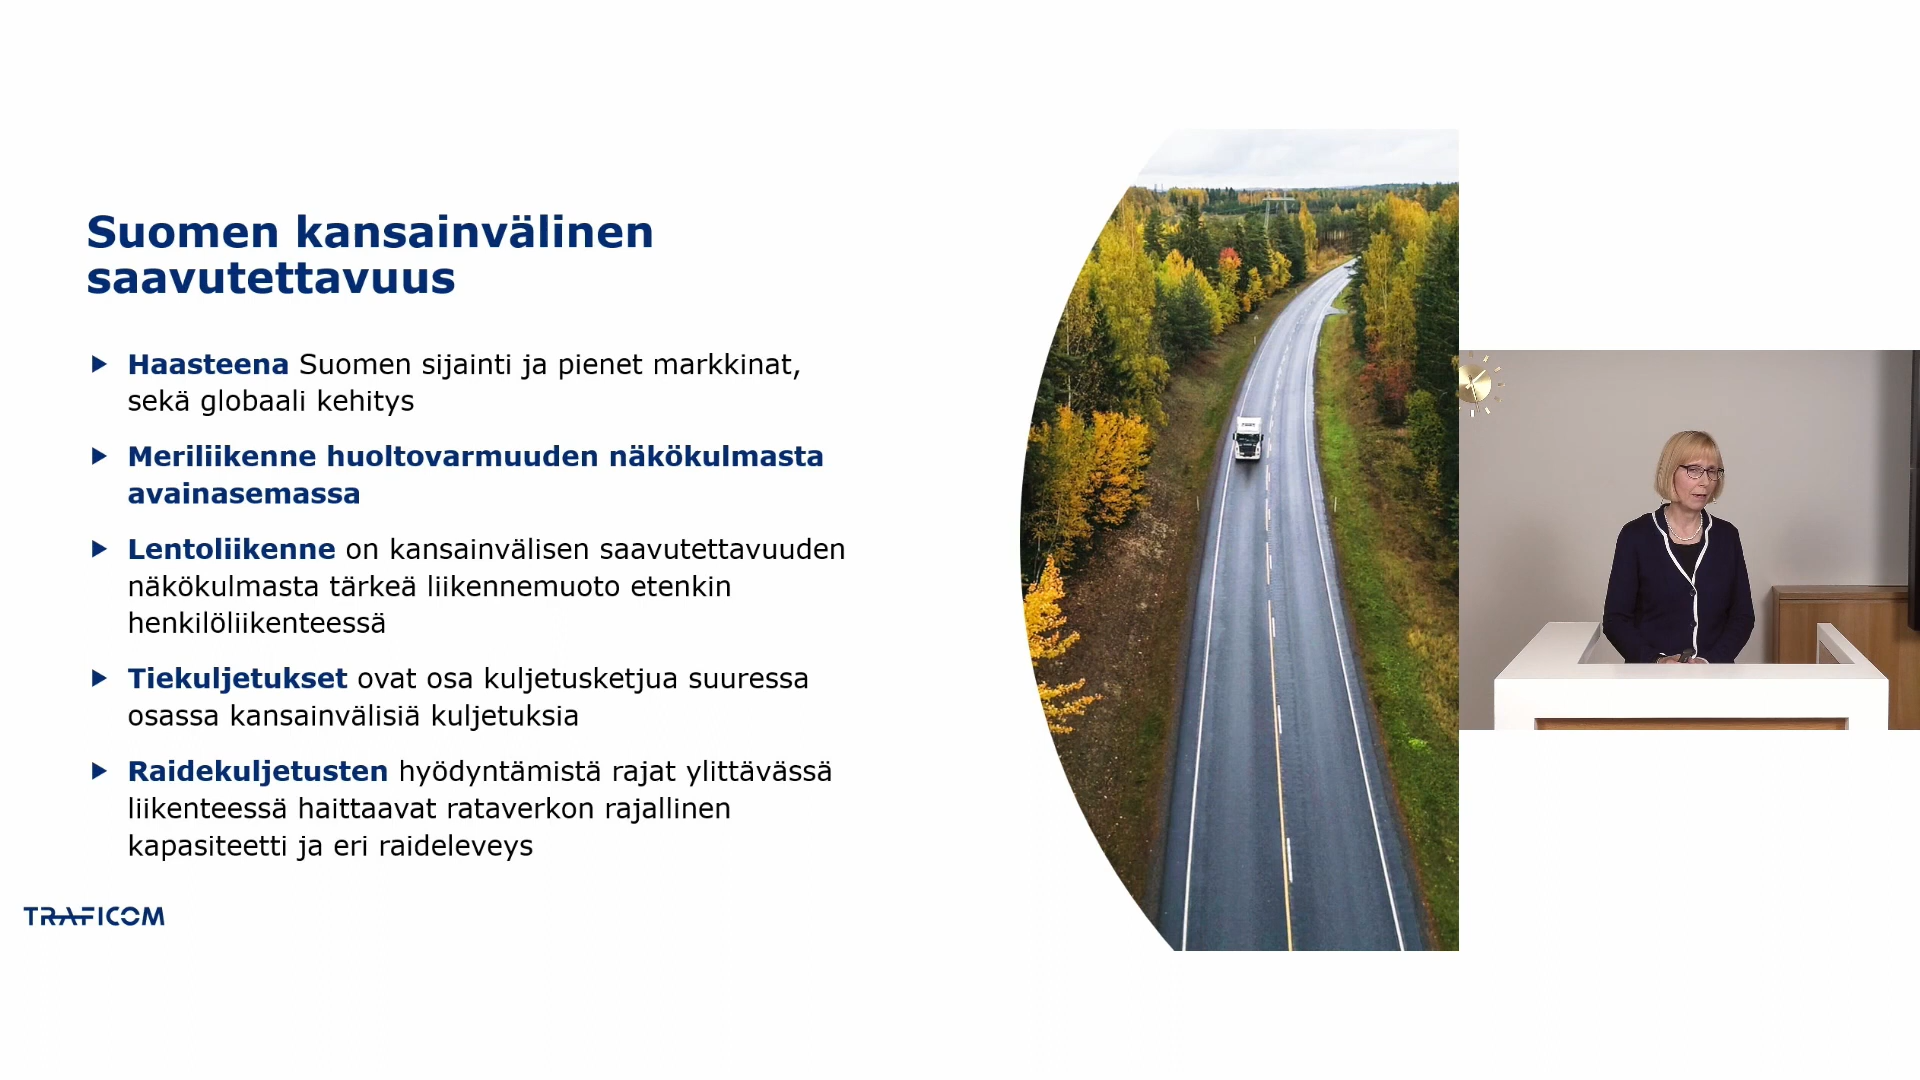 Suomen kansainvälinen
saavutettavuus
Haasteena Suomen sijainti ja pienet markkinat,
sekä globaali kehitys
Meriliikenne huoltovarmuuden näkökulmasta
avainasemassa
Lentoliikenne on kansainvälisen saavutettavuuden
näkökulmasta tärkeä liikennemuoto etenkin
henkilöliikenteessä
Tiekuljetukset ovat osa kuljetusketjua suuressa
osassa kansainvälisiä kuljetuksia
Raidekuljetusten hyödyntämistä rajat ylittävässä
liikenteessä haittaavat rataverkon rajallinen
kapasiteetti ja eri raideleveys
TRAFICOM